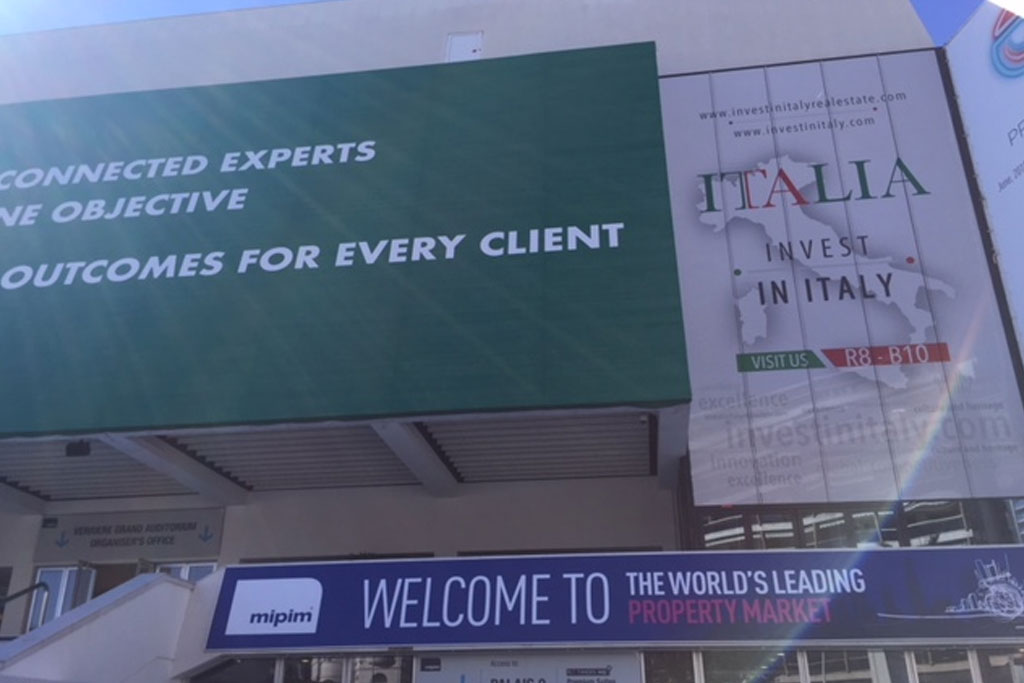 CONNECTED EXPERTS
NE OBJECTIVE
OUTCOMES FOR EVERY CLIENT
www.investinitalyrealestate.com
www.investinitaly.com
ITALIA
INVEST
IN ITALY
VISIT US R8 - B10
excellence
investinitaly.com
Innovation
excellence
VERRIERE GRAND AUDITORIUM
ORGANISER'S OFFICE
mipim
WELCOME TO
THE WORLD'S LEADING
PROPERTY MARKET
Access to